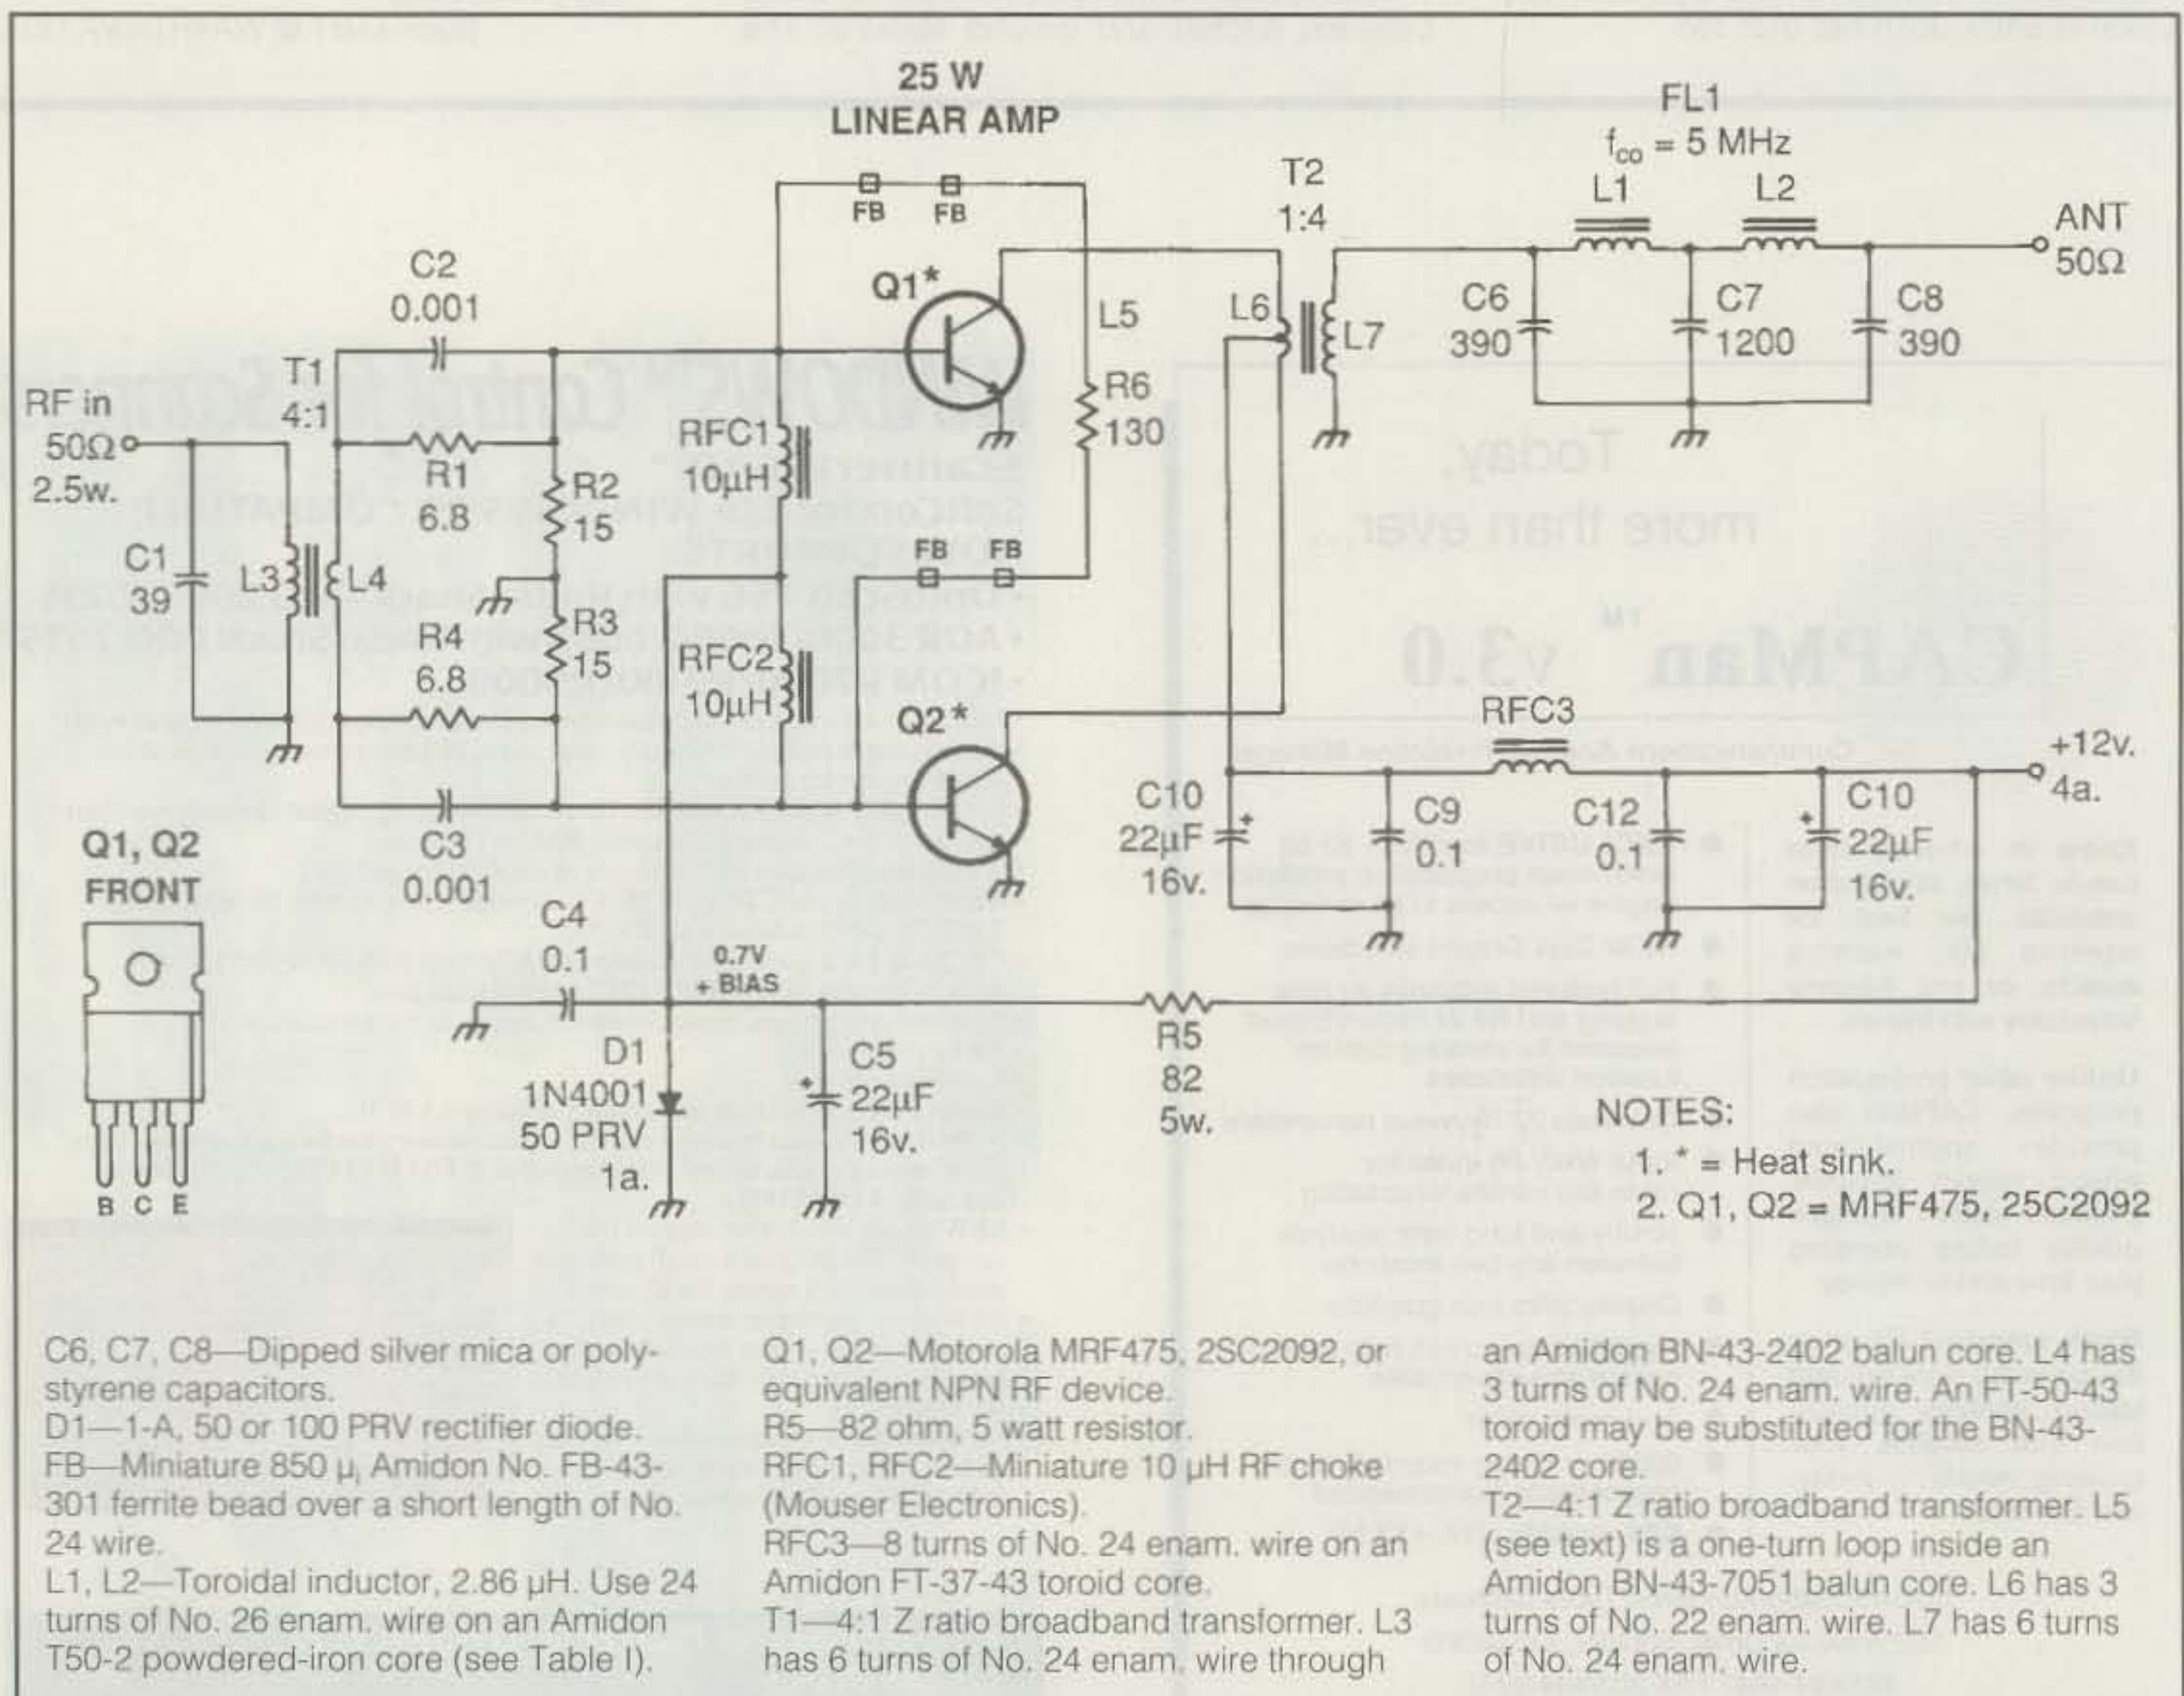 25 W
LINEAR AMP
FL1
fco = 5 MHz
L1
L2
T2
1:4
ANT
50Ω
FB
FB
C2
0.001
Q1*
L5
L6
L7
C6
390
C7
1200
C8
390
T1
4:1
RF in
50Ω
2.5w.
R1
6.8
R2
15
RFC1
10µH
R6
130
C1
39
L3
L4
FB
FB
R4
6.8
R3
15
RFC2
10µH
Q2*
RFC3
+12v.
4a.
C10
22µF
16v.
+
C9
0.1
C12
0.1
+
C10
22µF
16v.
Q1, Q2
FRONT
C3
0.001
C4
0.1
0.7V
+ BIAS
D1
1N4001
50 PRV
1a.
+
C5
22µF
16v.
R5
82
5w.
B C E
NOTES:
1. * = Heat sink.
2. Q1, Q2 = MRF475, 25C2092
C6, C7, C8—Dipped silver mica or poly-
styrene capacitors.
D1—1-A, 50 or 100 PRV rectifier diode.
FB—Miniature 850 µi Amidon No. FB-43-
301 ferrite bead over a short length of No.
24 wire.
L1, L2—Toroidal inductor, 2.86 µH. Use 24
turns of No. 26 enam. wire on an Amidon
T50-2 powdered-iron core (see Table I).
Q1, Q2—Motorola MRF475, 2SC2092, or
equivalent NPN RF device.
R5—82 ohm, 5 watt resistor.
RFC1, RFC2—Miniature 10 µH RF choke
(Mouser Electronics).
RFC3—8 turns of No. 24 enam. wire on an
Amidon FT-37-43 toroid core.
T1—4:1 Z ratio broadband transformer. L3
has 6 turns of No. 24 enam. wire through
an Amidon BN-43-2402 balun core. L4 has
3 turns of No. 24 enam. wire. An FT-50-43
toroid may be substituted for the BN-43-
2402 core.
T2—4:1 Z ratio broadband transformer. L5
(see text) is a one-turn loop inside an
Amidon BN-43-7051 balun core. L6 has 3
turns of No. 22 enam. wire. L7 has 6 turns
of No. 24 enam. wire.